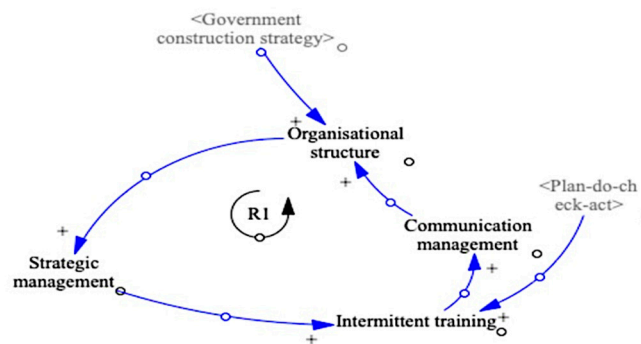 <Government
construction strategy>
+
Organisational
structure
+
<Plan-do-ch
eck-act>
R1
Communication
management
+
+
Strategic
management
Intermittent training
+
+